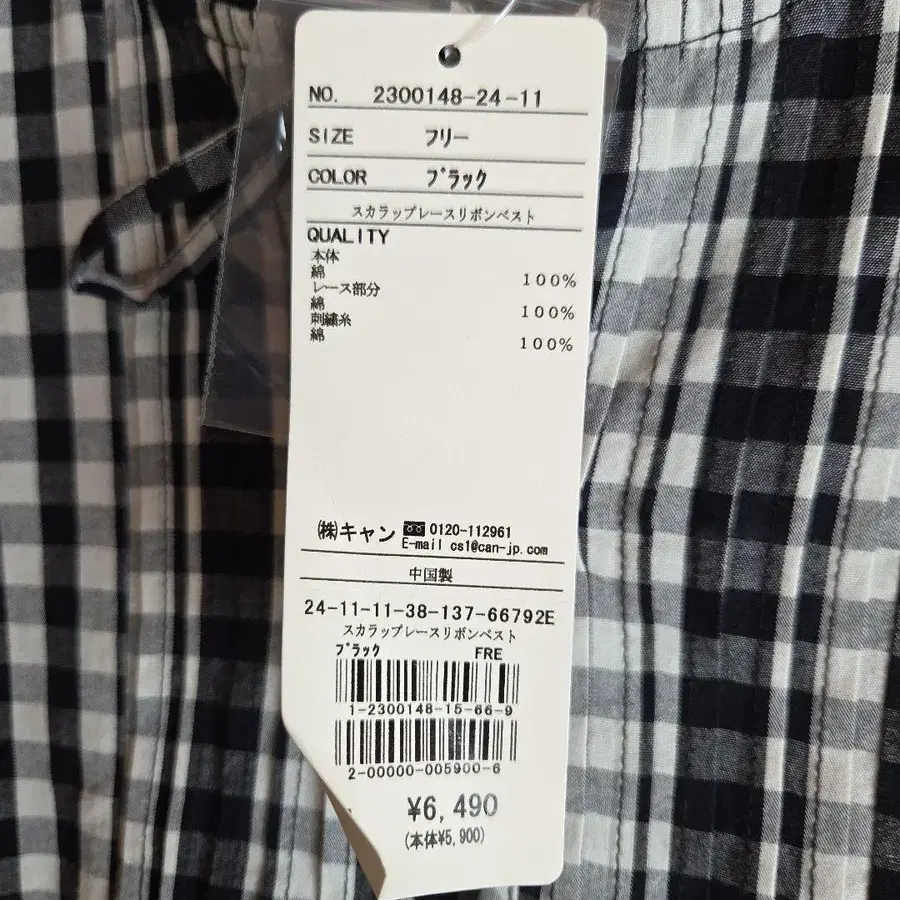 NO. 2300148-24-11
SIZE フリー
COLOR ブラック
スカラップレースリボンベスト
QUALITY
本体
綿 100%
レース部分
綿 100%
刺繍糸
綿 100%
㈱キャン 0120-112961
E-mail cs1@can-jp.com
中国製
24-11-11-38-137-66792E
スカラップレースリボンベスト
ブラック FRE
1-2300148-15-66-9
2-00000-005900-6
¥6,490
(本体¥5,900)